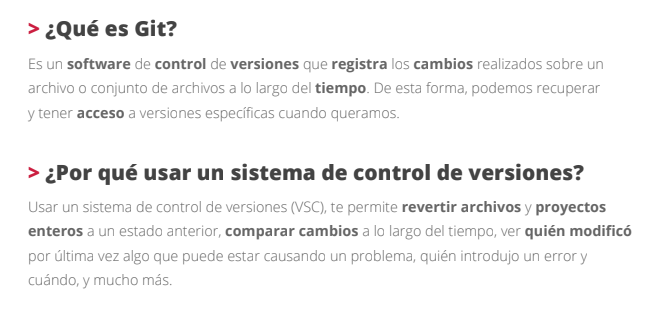 > ¿Qué es Git?
Es un software de control de versiones que registra los cambios realizados sobre un
archivo o conjunto de archivos a lo largo del tiempo. De esta forma, podemos recuperar
y tener acceso a versiones específicas cuando queramos.
> ¿Por qué usar un sistema de control de versiones?
Usar un sistema de control de versiones (VSC), te permite revertir archivos y proyectos
enteros a un estado anterior, comparar cambios a lo largo del tiempo, ver quién modificó
por última vez algo que puede estar causando un problema, quién introdujo un error y
cuándo, y mucho más.